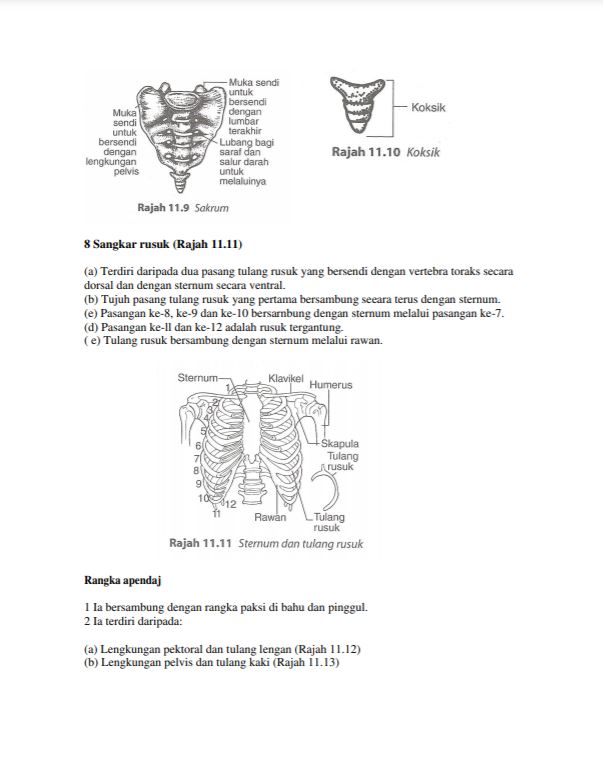 Muka sendi
untuk
bersendi
dengan
lumbar
terakhir
Lubang bagi
saraf dan
salur darah
untuk
melaluinya
Muka
sendi
untuk
bersendi
dengan
lengkungan
pelvis
Rajah 11.9 Sakrum
Koksik
Rajah 11.10 Koksik
8 Sangkar rusuk (Rajah 11.11)
(a) Terdiri daripada dua pasang tulang rusuk yang bersendi dengan vertebra toraks secara
dorsal dan dengan sternum secara ventral.
(b) Tujuh pasang tulang rusuk yang pertama bersambung seeara terus dengan sternum.
(e) Pasangan ke-8, ke-9 dan ke-10 bersarnbung dengan sternum melalui pasangan ke-7.
(d) Pasangan ke-ll dan ke-12 adalah rusuk tergantung.
( e) Tulang rusuk bersambung dengan sternum melalui rawan.
Sternum
Klavikel
Humerus
1
2
3
4
5
6
7
8
9
10
11
12
Skapula
Tulang
rusuk
Rawan
Tulang
rusuk
Rajah 11.11 Sternum dan tulang rusuk
Rangka apendaj
1 Ia bersambung dengan rangka paksi di bahu dan pinggul.
2 Ia terdiri daripada:
(a) Lengkungan pektoral dan tulang lengan (Rajah 11.12)
(b) Lengkungan pelvis dan tulang kaki (Rajah 11.13)